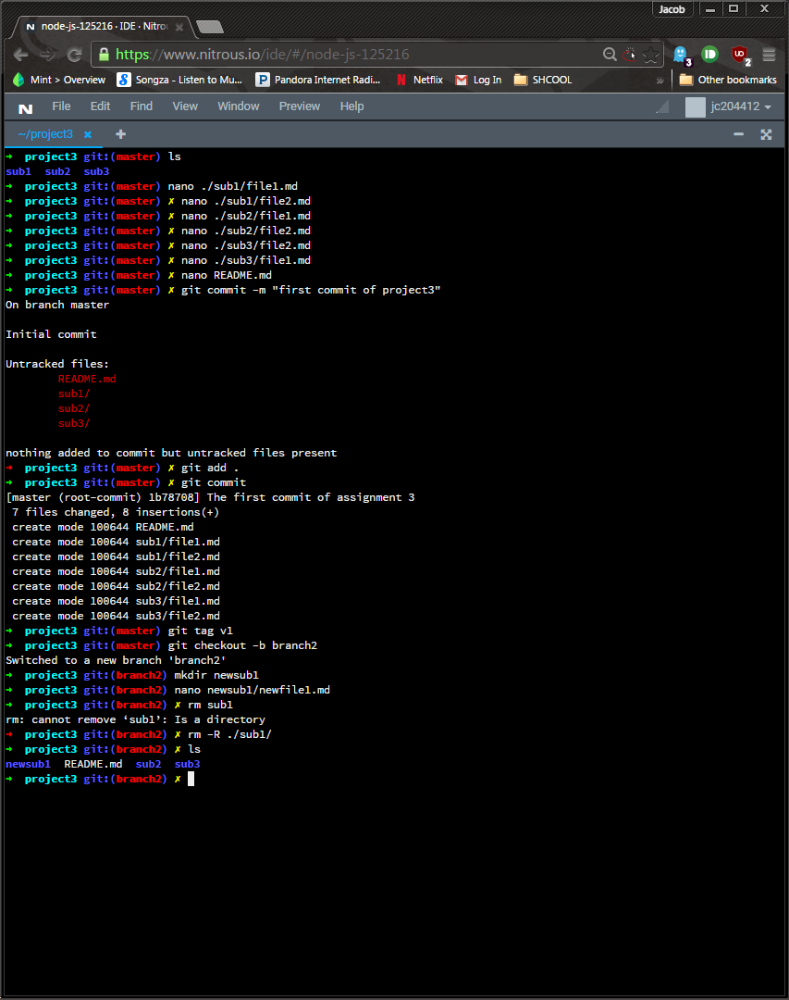 Jacob
node-js-125216 · IDE · Nitrou
https://www.nitrous.io/ide/#/node-js-125216
3
2
Mint > Overview Songza - Listen to Mu... Pandora Internet Radi... Netflix Log In SHCOOL » Other bookmarks
N File Edit Find View Window Preview Help jc204412
~/project3 × +
➜ project3 git:(master) ls
sub1 sub2 sub3
➜ project3 git:(master) nano ./sub1/file1.md
➜ project3 git:(master) ✗ nano ./sub1/file2.md
➜ project3 git:(master) ✗ nano ./sub2/file1.md
➜ project3 git:(master) ✗ nano ./sub2/file2.md
➜ project3 git:(master) ✗ nano ./sub3/file2.md
➜ project3 git:(master) ✗ nano ./sub3/file1.md
➜ project3 git:(master) ✗ nano README.md
➜ project3 git:(master) ✗ git commit -m "first commit of project3"
On branch master
Initial commit
Untracked files:
README.md
sub1/
sub2/
sub3/
nothing added to commit but untracked files present
➜ project3 git:(master) ✗ git add .
➜ project3 git:(master) ✗ git commit
[master (root-commit) 1b78708] The first commit of assignment 3
7 files changed, 8 insertions(+)
create mode 100644 README.md
create mode 100644 sub1/file1.md
create mode 100644 sub1/file2.md
create mode 100644 sub2/file1.md
create mode 100644 sub2/file2.md
create mode 100644 sub3/file1.md
create mode 100644 sub3/file2.md
➜ project3 git:(master) git tag v1
➜ project3 git:(master) git checkout -b branch2
Switched to a new branch 'branch2'
➜ project3 git:(branch2) mkdir newsub1
➜ project3 git:(branch2) nano newsub1/newfile1.md
➜ project3 git:(branch2) ✗ rm sub1
rm: cannot remove ‘sub1’: Is a directory
➜ project3 git:(branch2) ✗ rm -R ./sub1/
➜ project3 git:(branch2) ✗ ls
newsub1 README.md sub2 sub3
➜ project3 git:(branch2) ✗